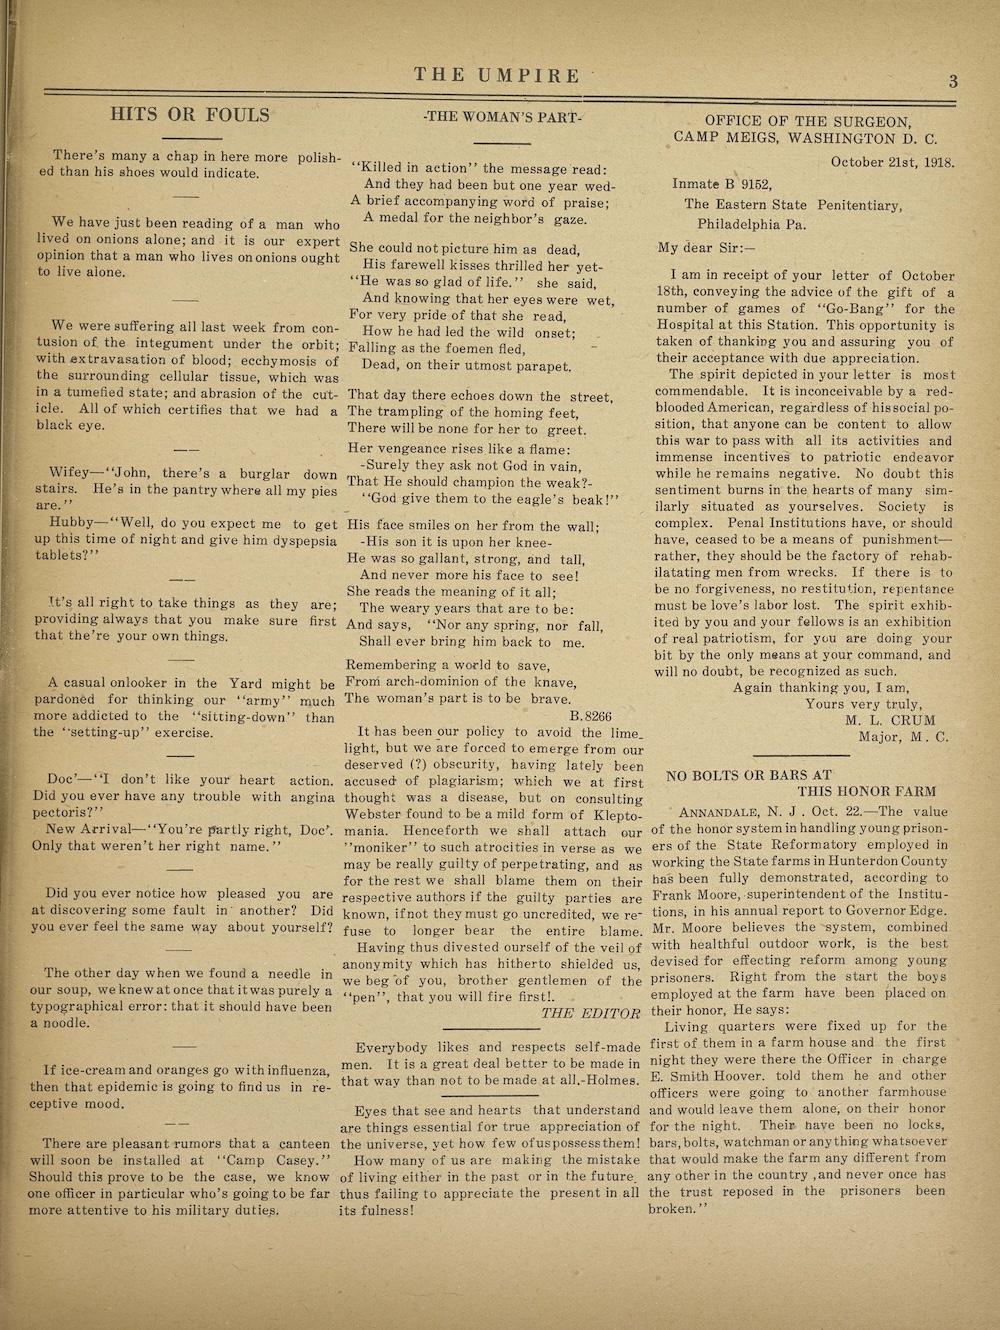 THE UMPIRE
3
HITS OR FOULS
There's many a chap in here more polish-
ed than his shoes would indicate.
We have just been reading of a man who
lived on onions alone; and it is our expert
opinion that a man who lives on onions ought
to live alone.
We were suffering all last week from con-
tusion of the integument under the orbit;
with extravasation of blood; ecchymosis of
the surrounding cellular tissue, which was
in a tumefied state; and abrasion of the cut-
icle. All of which certifies that we had a
black eye.
Wifey—"John, there's a burglar down
stairs. He's in the pantry where all my pies
are."
Hubby—"Well, do you expect me to get
up this time of night and give him dyspepsia
tablets?"
It's all right to take things as they are;
providing always that you make sure first
that the're your own things.
A casual onlooker in the Yard might be
pardoned for thinking our "army" much
more addicted to the "sitting-down" than
the "setting-up" exercise.
Doc'—"I don't like your heart action.
Did you ever have any trouble with angina
pectoris?"
New Arrival—"You're partly right, Doc'.
Only that weren't her right name."
Did you ever notice how pleased you are
at discovering some fault in another? Did
you ever feel the same way about yourself?
The other day when we found a needle in
our soup, we knew at once that it was purely a
typographical error: that it should have been
a noodle.
If ice-cream and oranges go with influenza,
then that epidemic is going to find us in re-
ceptive mood.
There are pleasant rumors that a canteen
will soon be installed at "Camp Casey."
Should this prove to be the case, we know
one officer in particular who's going to be far
more attentive to his military duties.
-THE WOMAN'S PART-
"Killed in action" the message read:
And they had been but one year wed-
A brief accompanying word of praise;
A medal for the neighbor's gaze.
She could not picture him as dead,
His farewell kisses thrilled her yet-
"He was so glad of life." she said,
And knowing that her eyes were wet,
For very pride of that she read,
How he had led the wild onset;
Falling as the foemen fled,
Dead, on their utmost parapet.
That day there echoes down the street,
The trampling of the homing feet,
There will be none for her to greet.
Her vengeance rises like a flame:
-Surely they ask not God in vain,
That He should champion the weak?-
"God give them to the eagle's beak!"
His face smiles on her from the wall;
-His son it is upon her knee-
He was so gallant, strong, and tall,
And never more his face to see!
She reads the meaning of it all;
The weary years that are to be:
And says, "Nor any spring, nor fall,
Shall ever bring him back to me.
Remembering a world to save,
From arch-dominion of the knave,
The woman's part is to be brave.
B.8266
It has been our policy to avoid the lime-
light, but we are forced to emerge from our
deserved (?) obscurity, having lately been
accused of plagiarism; which we at first
thought was a disease, but on consulting
Webster found to be a mild form of Klepto-
mania. Henceforth we shall attach our
"moniker" to such atrocities in verse as we
may be really guilty of perpetrating, and as
for the rest we shall blame them on their
respective authors if the guilty parties are
known, if not they must go uncredited, we re-
fuse to longer bear the entire blame.
Having thus divested ourself of the veil of
anonymity which has hitherto shielded us,
we beg of you, brother gentlemen of the
"pen", that you will fire first!.
THE EDITOR
Everybody likes and respects self-made
men. It is a great deal better to be made in
that way than not to be made at all.-Holmes.
Eyes that see and hearts that understand
are things essential for true appreciation of
the universe, yet how few of us possess them!
How many of us are making the mistake
of living either in the past or in the future,
thus failing to appreciate the present in all
its fulness!
OFFICE OF THE SURGEON,
CAMP MEIGS, WASHINGTON D. C.
October 21st, 1918.
Inmate B 9152,
The Eastern State Penitentiary,
Philadelphia Pa.
My dear Sir:—
I am in receipt of your letter of October
18th, conveying the advice of the gift of a
number of games of "Go-Bang" for the
Hospital at this Station. This opportunity is
taken of thanking you and assuring you of
their acceptance with due appreciation.
The spirit depicted in your letter is most
commendable. It is inconceivable by a red-
blooded American, regardless of his social po-
sition, that anyone can be content to allow
this war to pass with all its activities and
immense incentives to patriotic endeavor
while he remains negative. No doubt this
sentiment burns in the hearts of many sim-
ilarly situated as yourselves. Society is
complex. Penal Institutions have, or should
have, ceased to be a means of punishment—
rather, they should be the factory of rehab-
ilatating men from wrecks. If there is to
be no forgiveness, no restitution, repentance
must be love's labor lost. The spirit exhib-
ited by you and your fellows is an exhibition
of real patriotism, for you are doing your
bit by the only means at your command, and
will no doubt, be recognized as such.
Again thanking you, I am,
Yours very truly,
M. L. CRUM
Major, M. C.
NO BOLTS OR BARS AT
THIS HONOR FARM
ANNANDALE, N. J . Oct. 22.—The value
of the honor system in handling young prison-
ers of the State Reformatory employed in
working the State farms in Hunterdon County
has been fully demonstrated, according to
Frank Moore, superintendent of the Institu-
tions, in his annual report to Governor Edge.
Mr. Moore believes the system, combined
with healthful outdoor work, is the best
devised for effecting reform among young
prisoners. Right from the start the boys
employed at the farm have been placed on
their honor, He says:
Living quarters were fixed up for the
first of them in a farm house and the first
night they were there the Officer in charge
E. Smith Hoover. told them he and other
officers were going to another farmhouse
and would leave them alone, on their honor
for the night. Their have been no locks,
bars, bolts, watchman or anything whatsoever
that would make the farm any different from
any other in the country ,and never once has
the trust reposed in the prisoners been
broken."